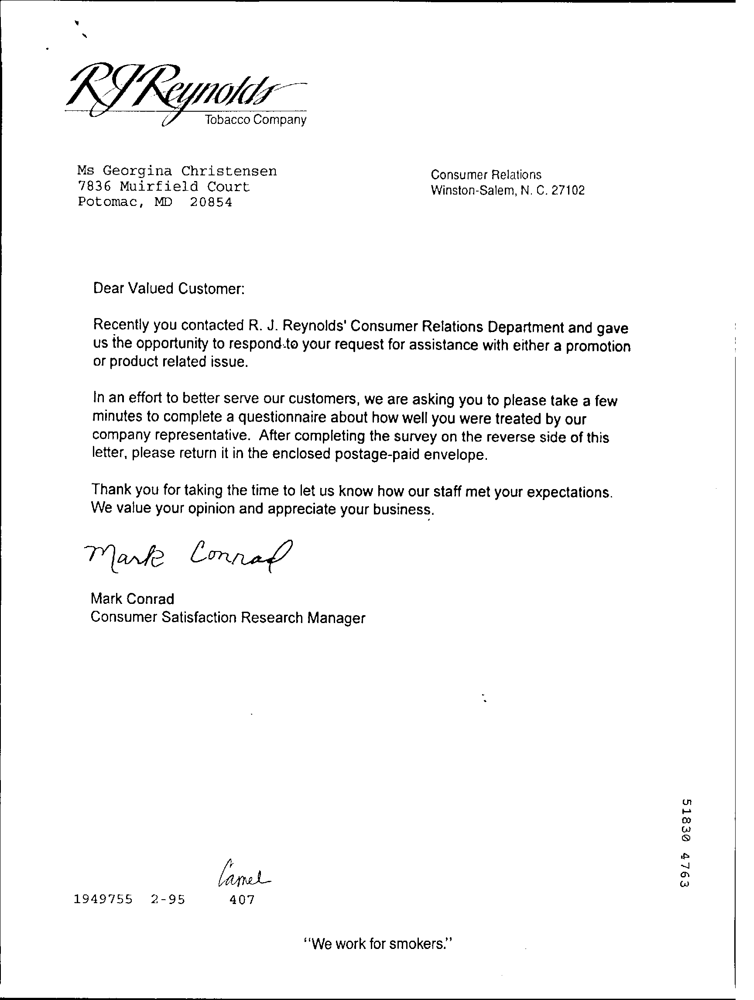 RJReynolds
Tobacco Company
Ms Georgina Christensen
7836 Muirfield Court
Potomac, MD  20854
Consumer Relations
Winston-Salem, N. C. 27102
Dear Valued Customer:
Recently you contacted R. J. Reynolds' Consumer Relations Department and gave
us the opportunity to respond to your request for assistance with either a promotion
or product related issue.
In an effort to better serve our customers, we are asking you to please take a few
minutes to complete a questionnaire about how well you were treated by our
company representative.  After completing the survey on the reverse side of this
letter, please return it in the enclosed postage-paid envelope.
Thank you for taking the time to let us know how our staff met your expectations.
We value your opinion and appreciate your business.
Mark Conrad
Mark Conrad
Consumer Satisfaction Research Manager
51830 4763
Camel
1949755  2-95  407
"We work for smokers."